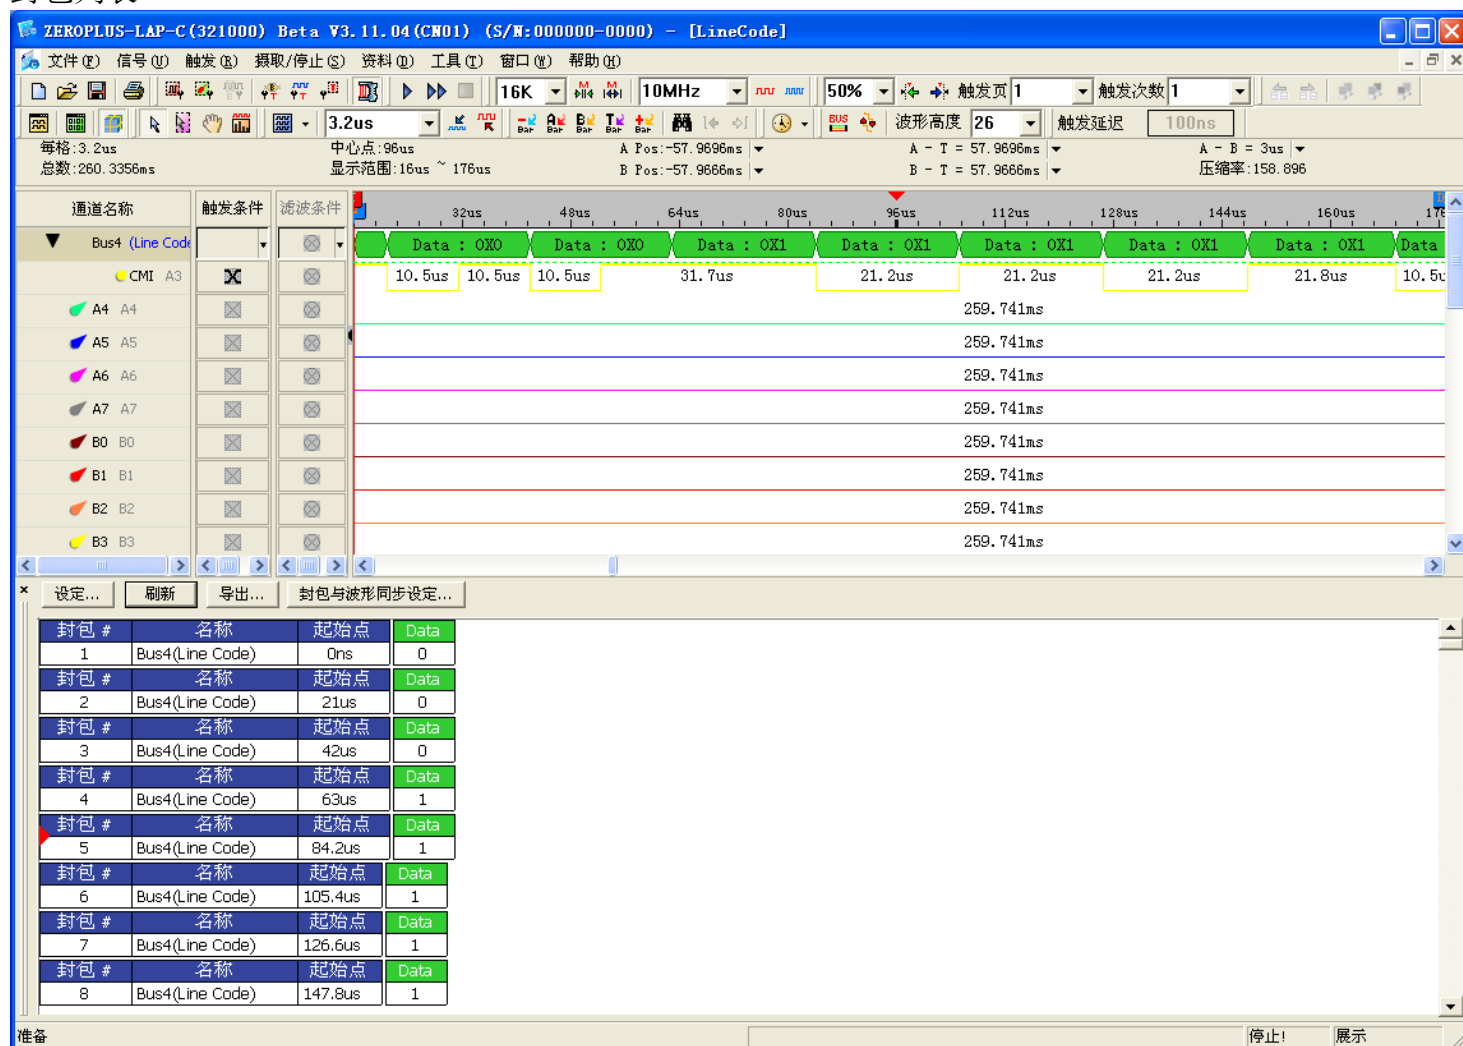 ZEROPLUS-LAP-C(321000) Beta V3.11.04(CN01) (S/N:000000-0000) - [LineCode]
文件(F) 信号(U) 触发(R) 摄取/停止(S) 资料(D) 工具(T) 窗口(W) 帮助(H)
16K 10MHz 50% 触发页 1 触发次数 1
3.2us Bar Bar Bar Bar Bar BUS 波形高度 26 触发延迟 100ns
每格:3.2us 中心点:96us A Pos:-57.9696ms A - T = 57.9696ms A - B = 3us
总数:260.3356ms 显示范围:16us ~ 176us B Pos:-57.9666ms B - T = 57.9666ms 压缩率:158.896
通道名称 触发条件 滤波条件 32us 48us 64us 80us 96us 112us 128us 144us 160us 176
Bus4 (Line Code Data : 0X0 Data : 0X0 Data : 0X1 Data : 0X1 Data : 0X1 Data : 0X1 Data : 0X1 Data
CMI A3 10.5us 10.5us 10.5us 31.7us 21.2us 21.2us 21.2us 21.8us 10.5u
A4 A4 259.741ms
A5 A5 259.741ms
A6 A6 259.741ms
A7 A7 259.741ms
B0 B0 259.741ms
B1 B1 259.741ms
B2 B2 259.741ms
B3 B3 259.741ms
设定... 刷新 导出... 封包与波形同步设定...
封包 # 名称 起始点 Data
1 Bus4(Line Code) 0ns 0
封包 # 名称 起始点 Data
2 Bus4(Line Code) 21us 0
封包 # 名称 起始点 Data
3 Bus4(Line Code) 42us 0
封包 # 名称 起始点 Data
4 Bus4(Line Code) 63us 1
封包 # 名称 起始点 Data
5 Bus4(Line Code) 84.2us 1
封包 # 名称 起始点 Data
6 Bus4(Line Code) 105.4us 1
封包 # 名称 起始点 Data
7 Bus4(Line Code) 126.6us 1
封包 # 名称 起始点 Data
8 Bus4(Line Code) 147.8us 1
准备 停止! 展示